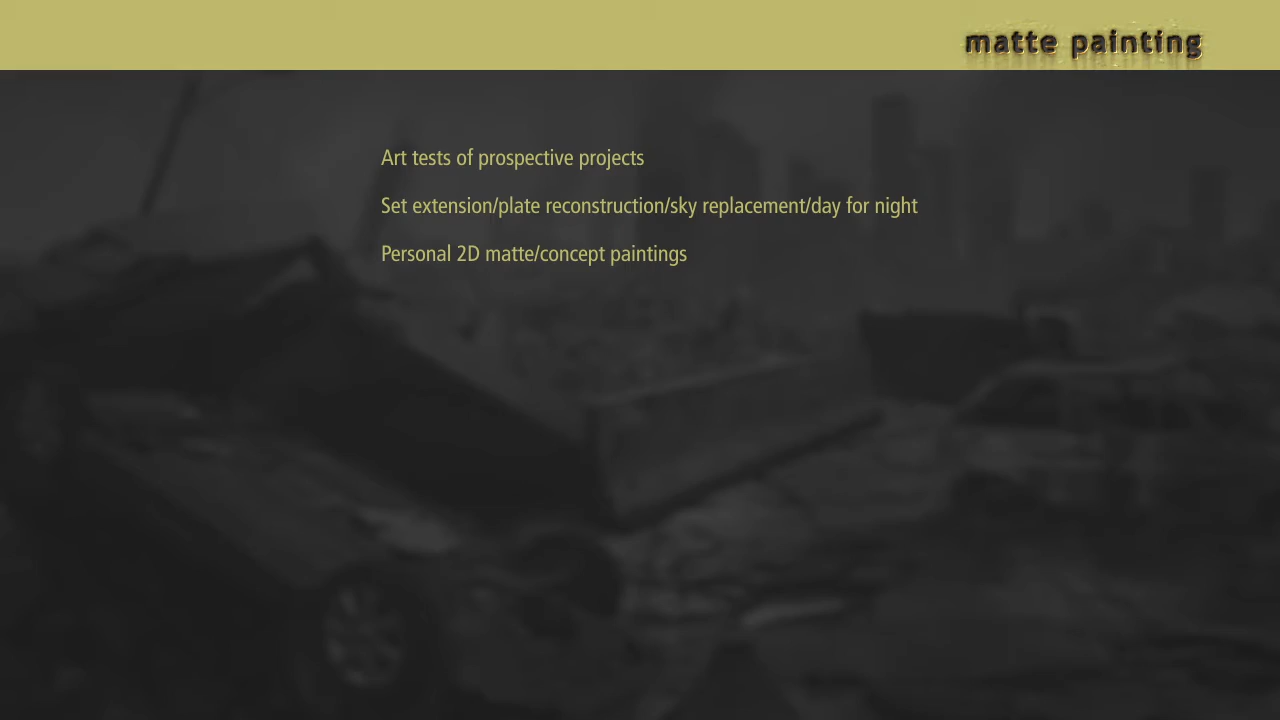 matte painting
Art tests of prospective projects
Set extension/plate reconstruction/sky replacement/day for night
Personal 2D matte/concept paintings